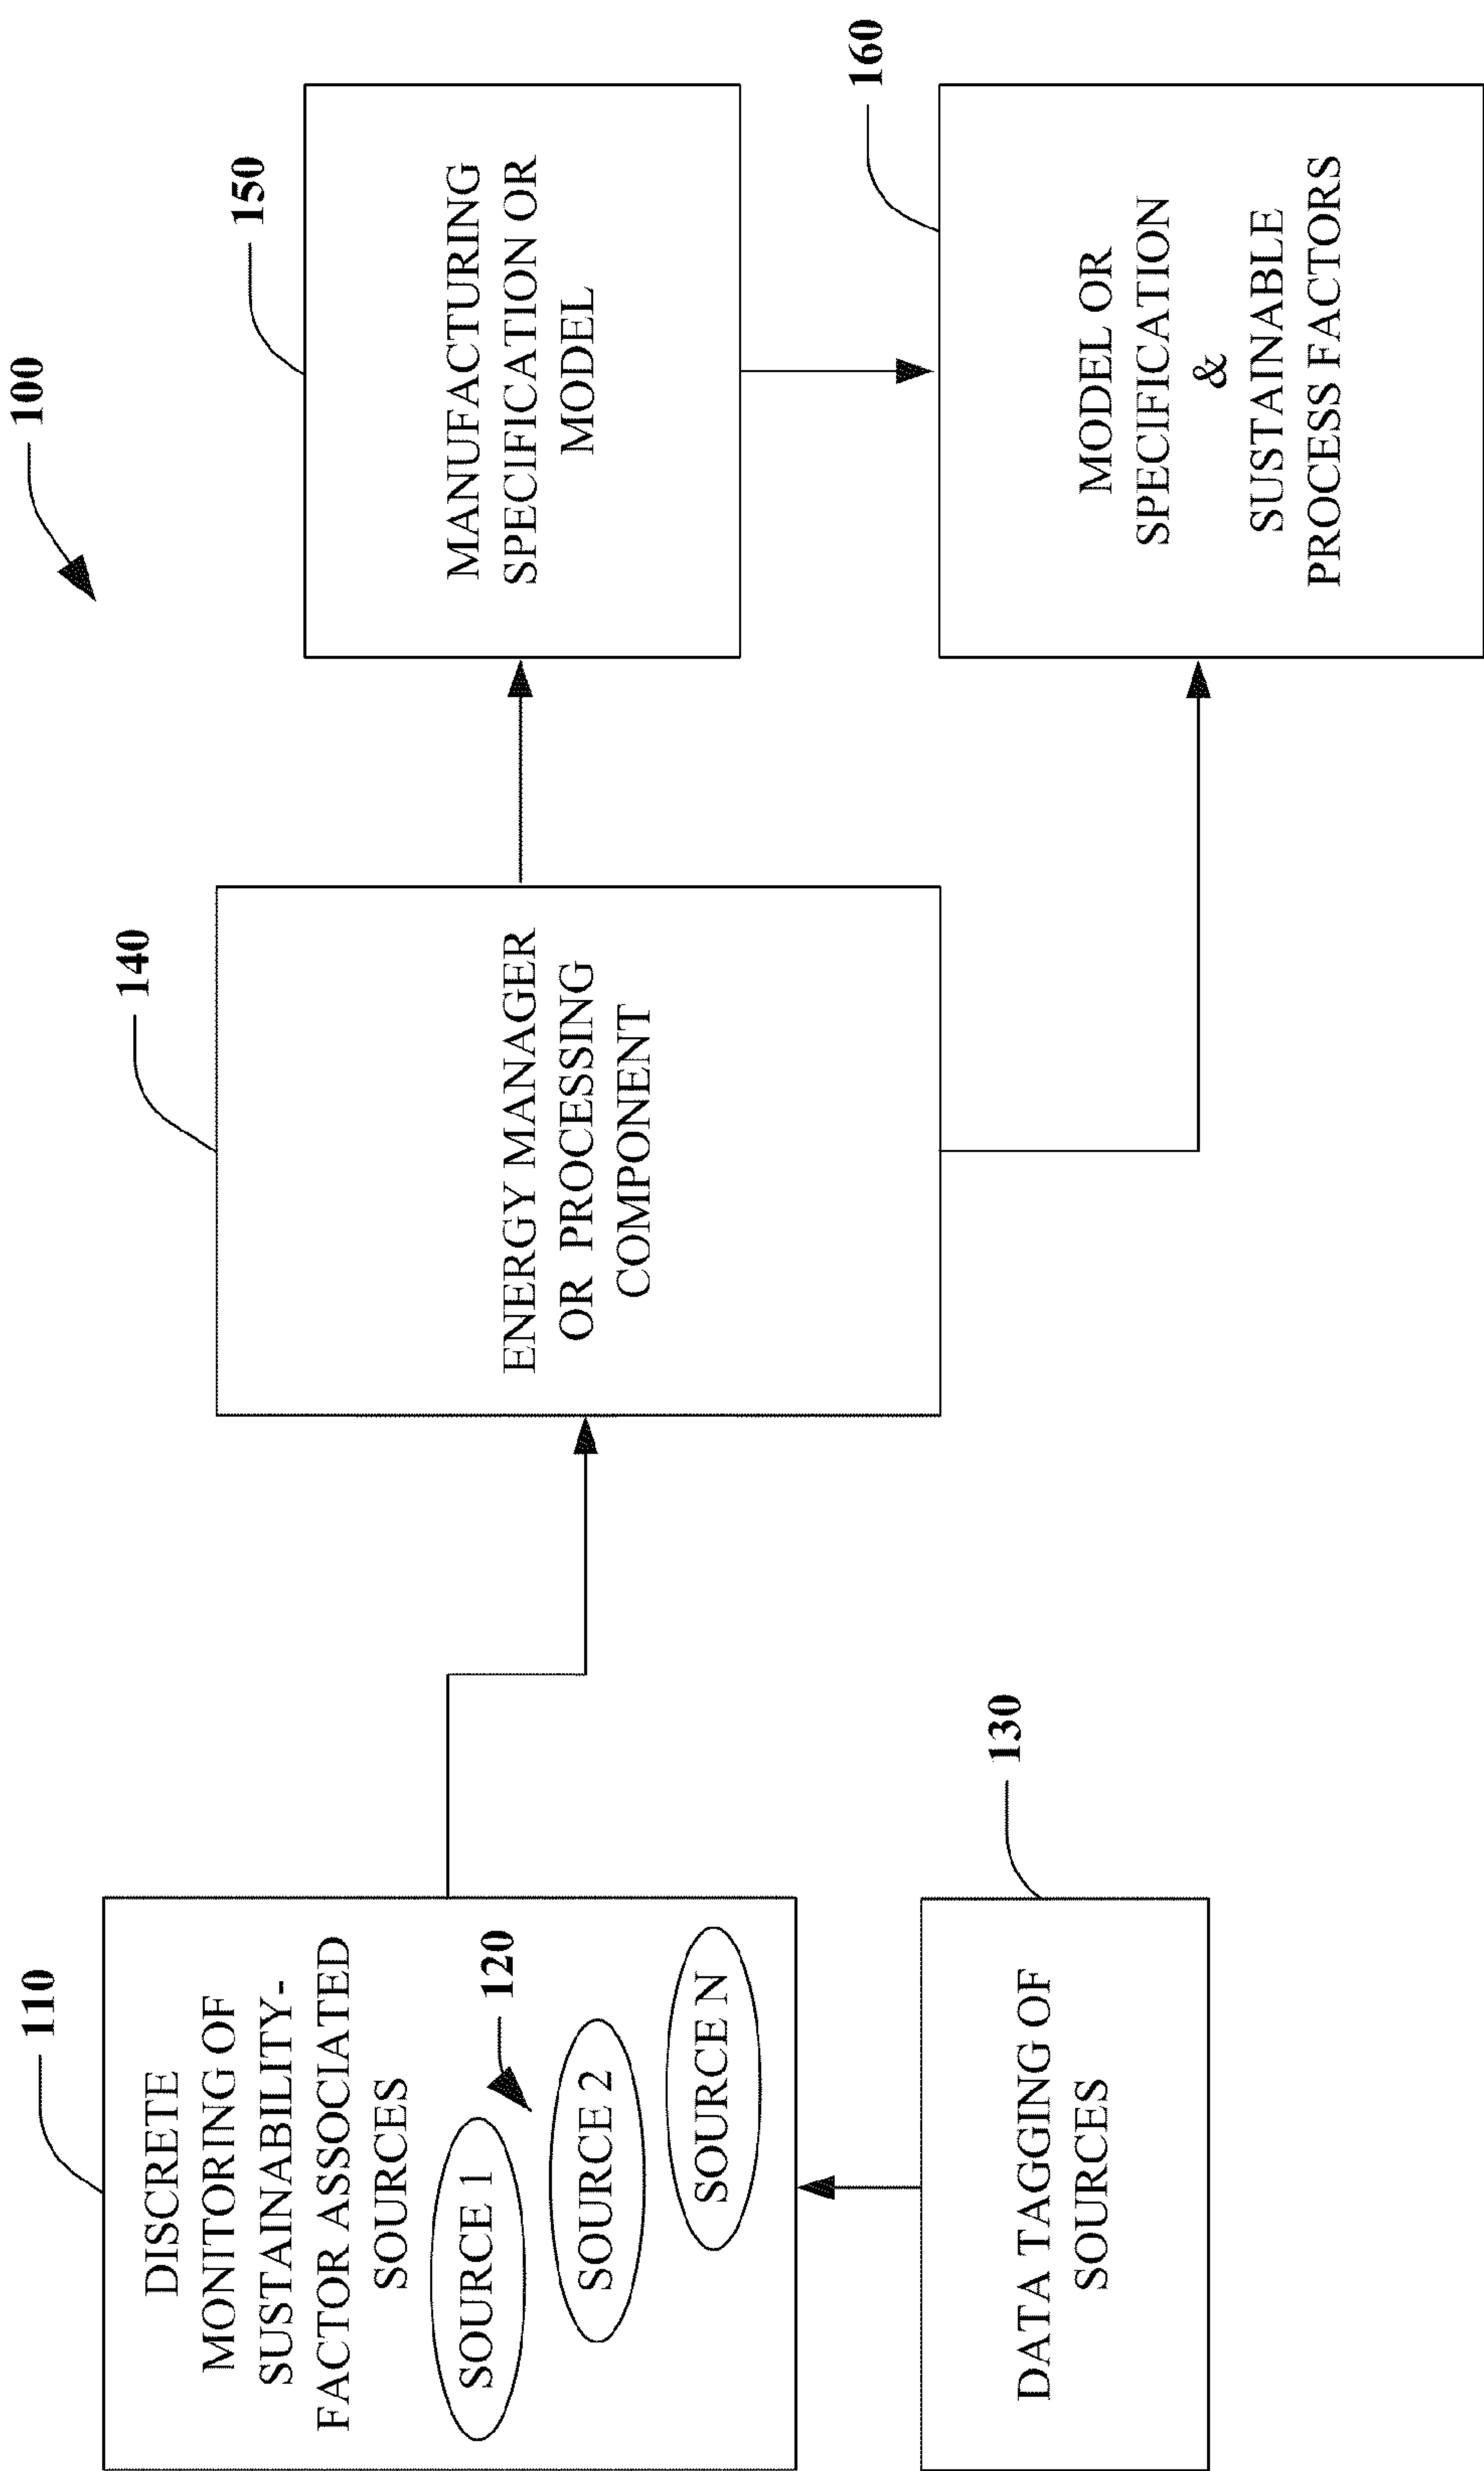 100
110
DISCRETE
MONITORING OF
SUSTAINABILITY-
FACTOR ASSOCIATED
SOURCES
SOURCE 1
120
SOURCE 2
SOURCE N
130
DATA TAGGING OF
SOURCES
140
ENERGY MANAGER
OR PROCESSING
COMPONENT
150
MANUFACTURING
SPECIFICATION OR
MODEL
160
MODEL OR
SPECIFICATION
&
SUSTAINABLE
PROCESS FACTORS